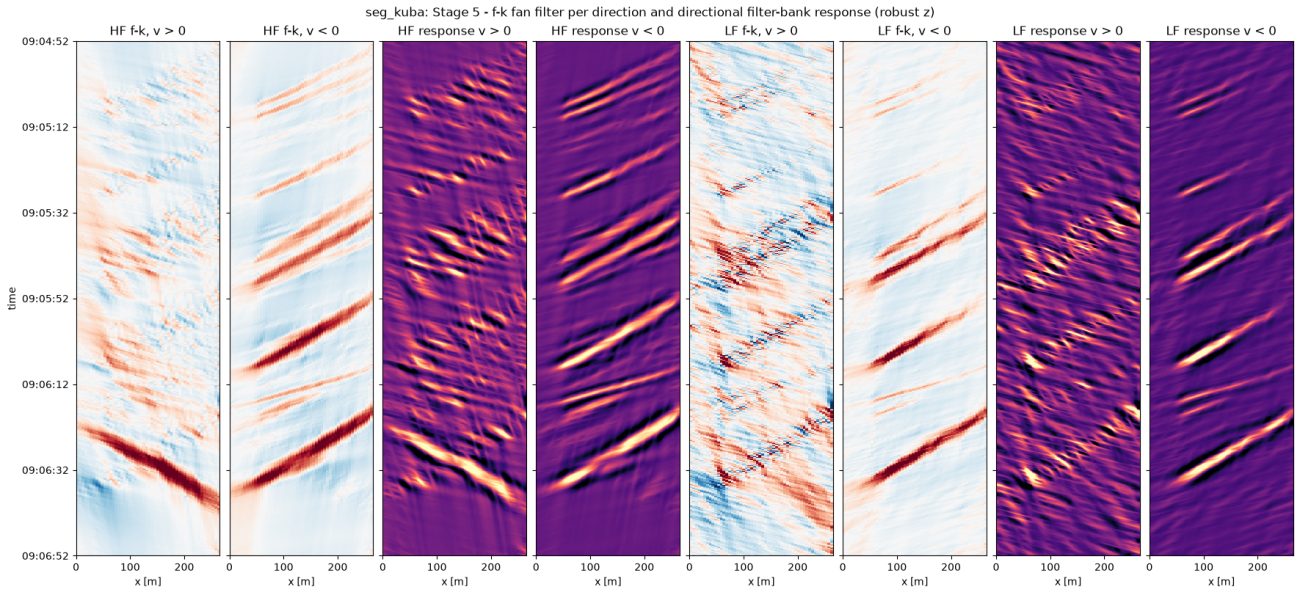 seg_kuba: Stage 5 - f-k fan filter per direction and directional filter-bank response (robust z)
HF f-k, v > 0
HF f-k, v < 0
HF response v > 0
HF response v < 0
LF f-k, v > 0
LF f-k, v < 0
LF response v > 0
LF response v < 0
time
09:04:52
09:05:12
09:05:32
09:05:52
09:06:12
09:06:32
09:06:52
0 100 200
0 100 200
0 100 200
0 100 200
0 100 200
0 100 200
0 100 200
0 100 200
x [m]
x [m]
x [m]
x [m]
x [m]
x [m]
x [m]
x [m]